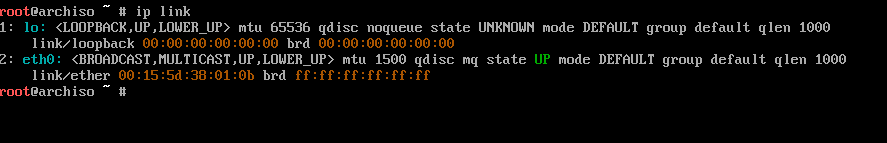 root@archiso ~ # ip link
1: lo: <LOOPBACK,UP,LOWER_UP> mtu 65536 qdisc noqueue state UNKNOWN mode DEFAULT group default qlen 1000
    link/loopback 00:00:00:00:00:00 brd 00:00:00:00:00:00
2: eth0: <BROADCAST,MULTICAST,UP,LOWER_UP> mtu 1500 qdisc mq state UP mode DEFAULT group default qlen 1000
    link/ether 00:15:5d:38:01:0b brd ff:ff:ff:ff:ff:ff
root@archiso ~ #